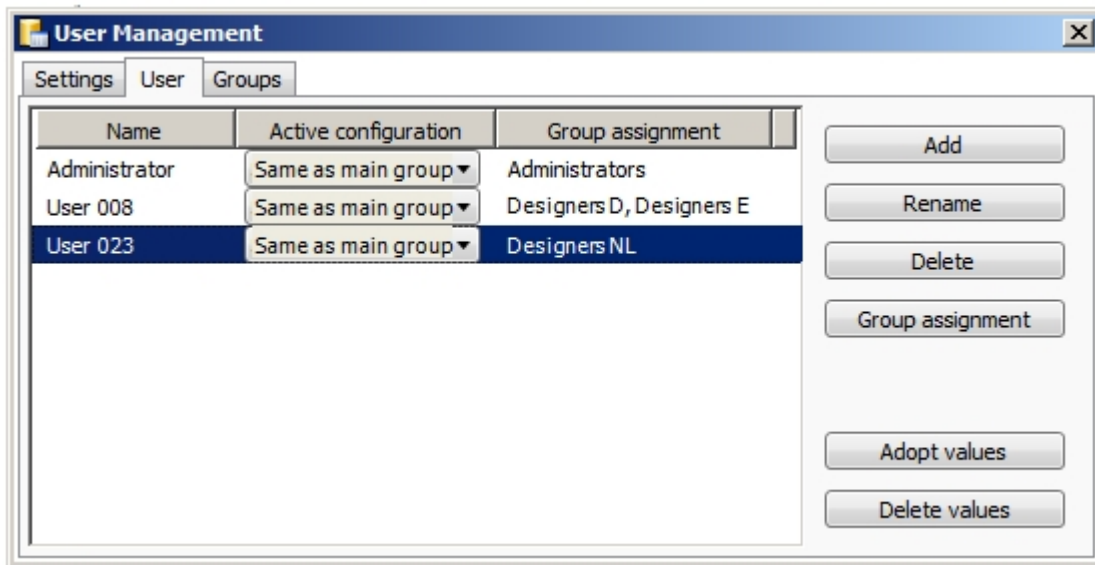 User Management
Settings User Groups
Name Active configuration Group assignment
Administrator Same as main group Administrators
User 008 Same as main group Designers D, Designers E
User 023 Same as main group Designers NL
Add
Rename
Delete
Group assignment
Adopt values
Delete values